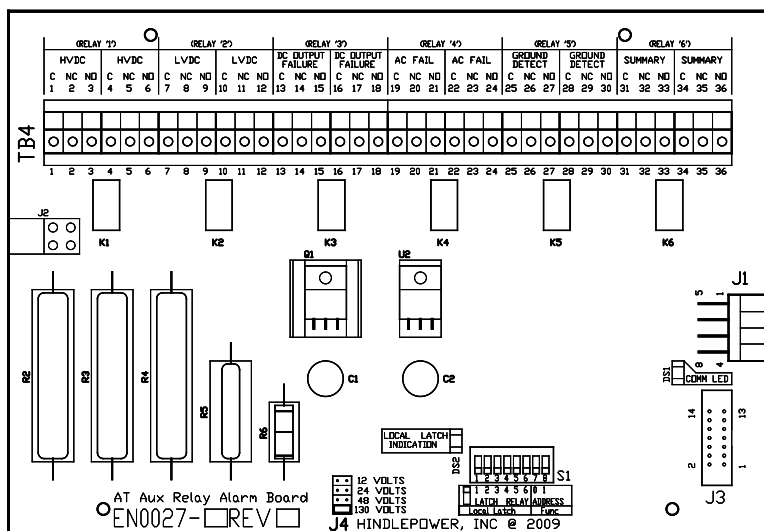 (RELAY '1') (RELAY '2') (RELAY '3') (RELAY '4') (RELAY '5') (RELAY '6')
HVDC HVDC LVDC LVDC DC OUTPUT FAILURE DC OUTPUT FAILURE AC FAIL AC FAIL GROUND DETECT GROUND DETECT SUMMARY SUMMARY
C NC NO C NC NO C NC NO C NC NO C NC NO C NC NO C NC NO C NC NO C NC NO C NC NO C NC NO C NC NO
1 2 3 4 5 6 7 8 9 10 11 12 13 14 15 16 17 18 19 20 21 22 23 24 25 26 27 28 29 30 31 32 33 34 35 36
TB4
1 2 3 4 5 6 7 8 9 10 11 12 13 14 15 16 17 18 19 20 21 22 23 24 25 26 27 28 29 30 31 32 33 34 35 36
J2
K1 K2 K3 K4 K5 K6
Q1 U2
J1
5 1
8 4
R2 R3 R4
C1 C2
DS1
COMM LED
R5 R6
14 13
2 1
J3
LOCAL LATCH
INDICATION
DS2
S1
1 2 3 4 5 6 7 8
1 2 3 4 5 6 0 1
LATCH RELAY ADDRESS
Local Latch Func
12 VOLTS
24 VOLTS
48 VOLTS
130 VOLTS
AT Aux Relay Alarm Board
EN0027- REV
J4 HINDLEPOWER, INC @ 2009